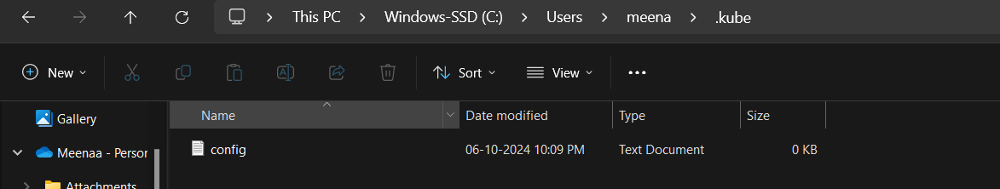 This PC > Windows-SSD (C:) > Users > meena > .kube
New Sort View
Name Date modified Type Size
Gallery
config 06-10-2024 10:09 PM Text Document 0 KB
Meenaa - Person
Attachments